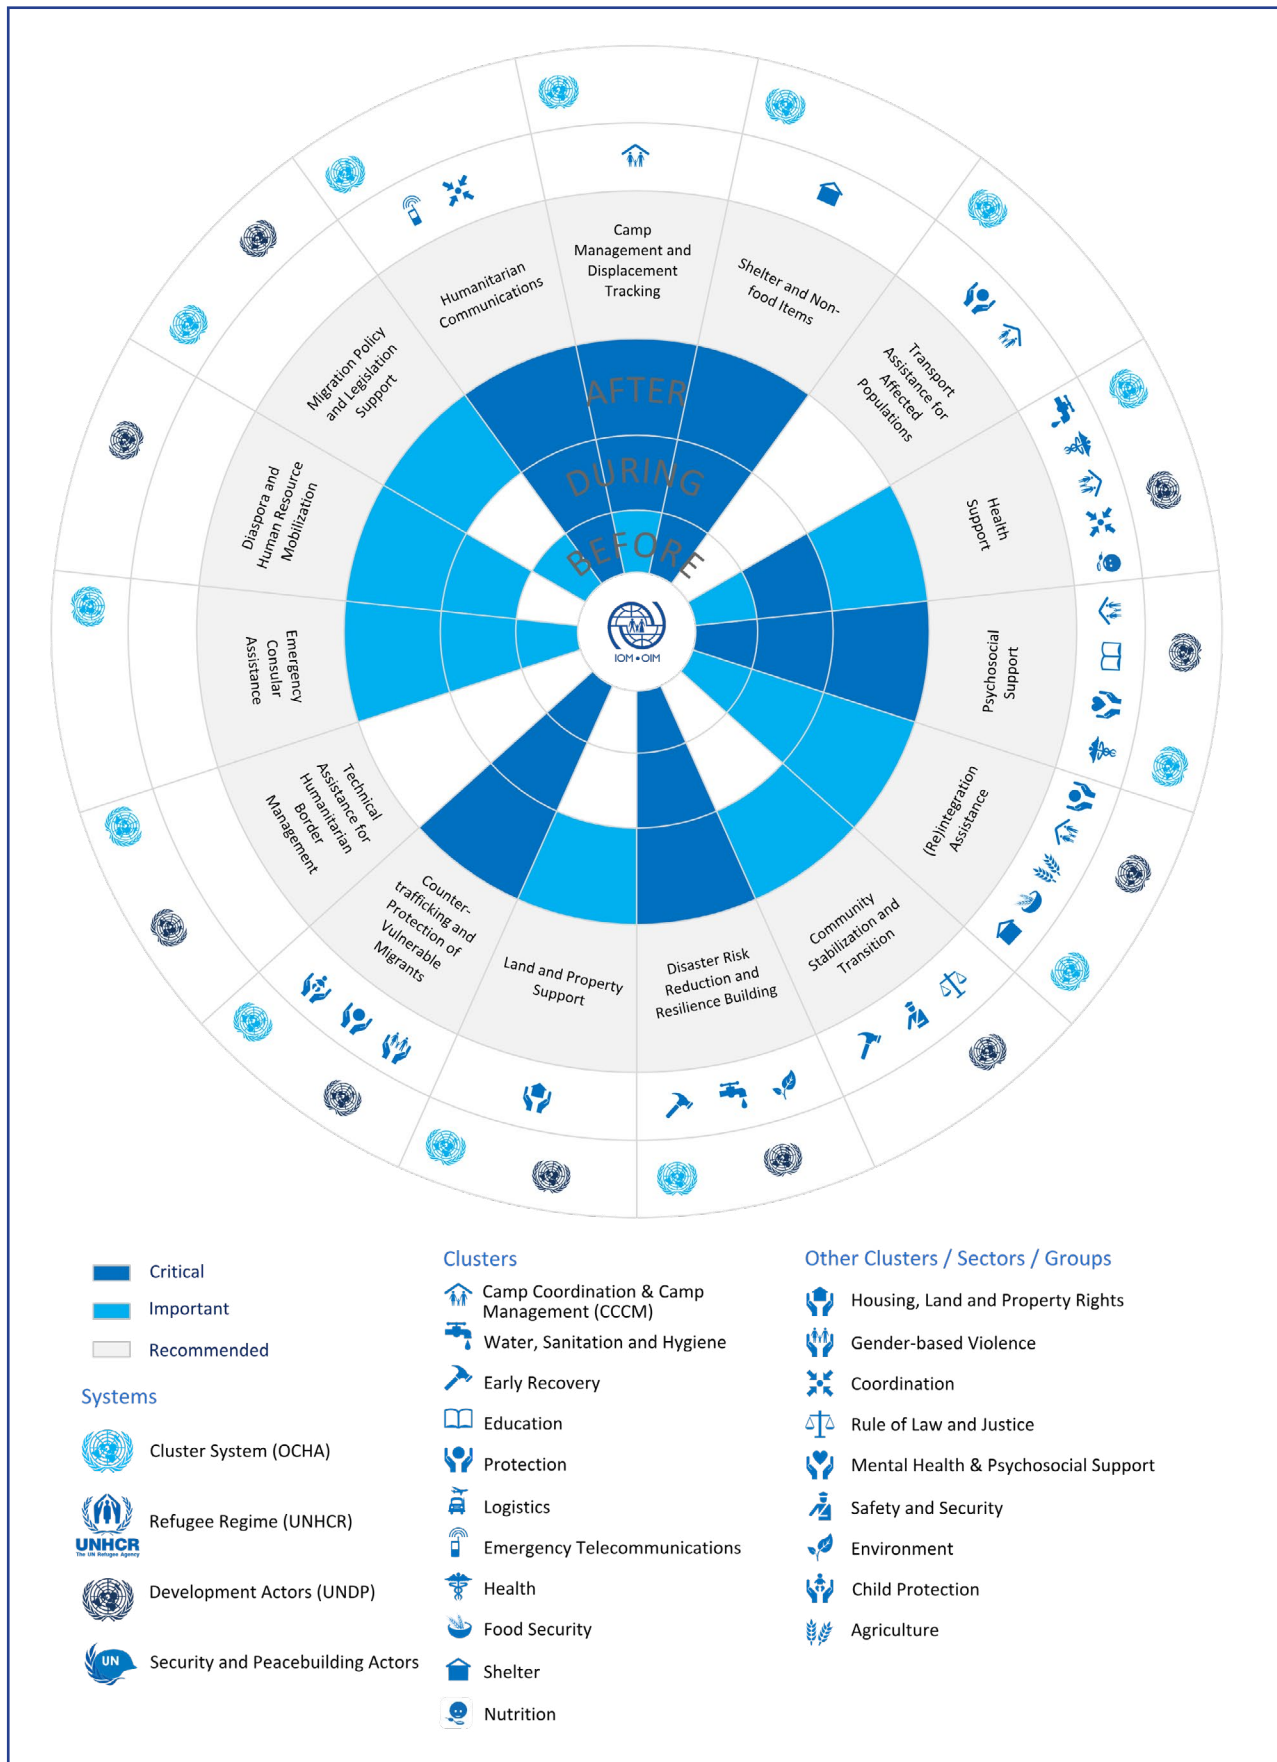 Camp
Management and
Displacement
Tracking
Shelter and Non-
food Items
Transport
Assistance for
Affected
Populations
Health
Support
Psychosocial
Support
(Re)integration
Assistance
Community
Stabilization and
Transition
Disaster Risk
Reduction and
Resilience Building
Land and Property
Support
Counter-
trafficking and
Protection of
Vulnerable
Migrants
Technical
Assistance for
Humanitarian
Border
Management
Emergency
Consular
Assistance
Diaspora and
Human Resource
Mobilization
Migration Policy
and Legislation
Support
Humanitarian
Communications
AFTER
DURING
BEFORE
IOM • OIM
Critical
Important
Recommended
Systems
Cluster System (OCHA)
UNHCR
The UN Refugee Agency
Refugee Regime (UNHCR)
Development Actors (UNDP)
UN
Security and Peacebuilding Actors
Clusters
Camp Coordination & Camp
Management (CCCM)
Water, Sanitation and Hygiene
Early Recovery
Education
Protection
Logistics
Emergency Telecommunications
Health
Food Security
Shelter
Nutrition
Other Clusters / Sectors / Groups
Housing, Land and Property Rights
Gender-based Violence
Coordination
Rule of Law and Justice
Mental Health & Psychosocial Support
Safety and Security
Environment
Child Protection
Agriculture